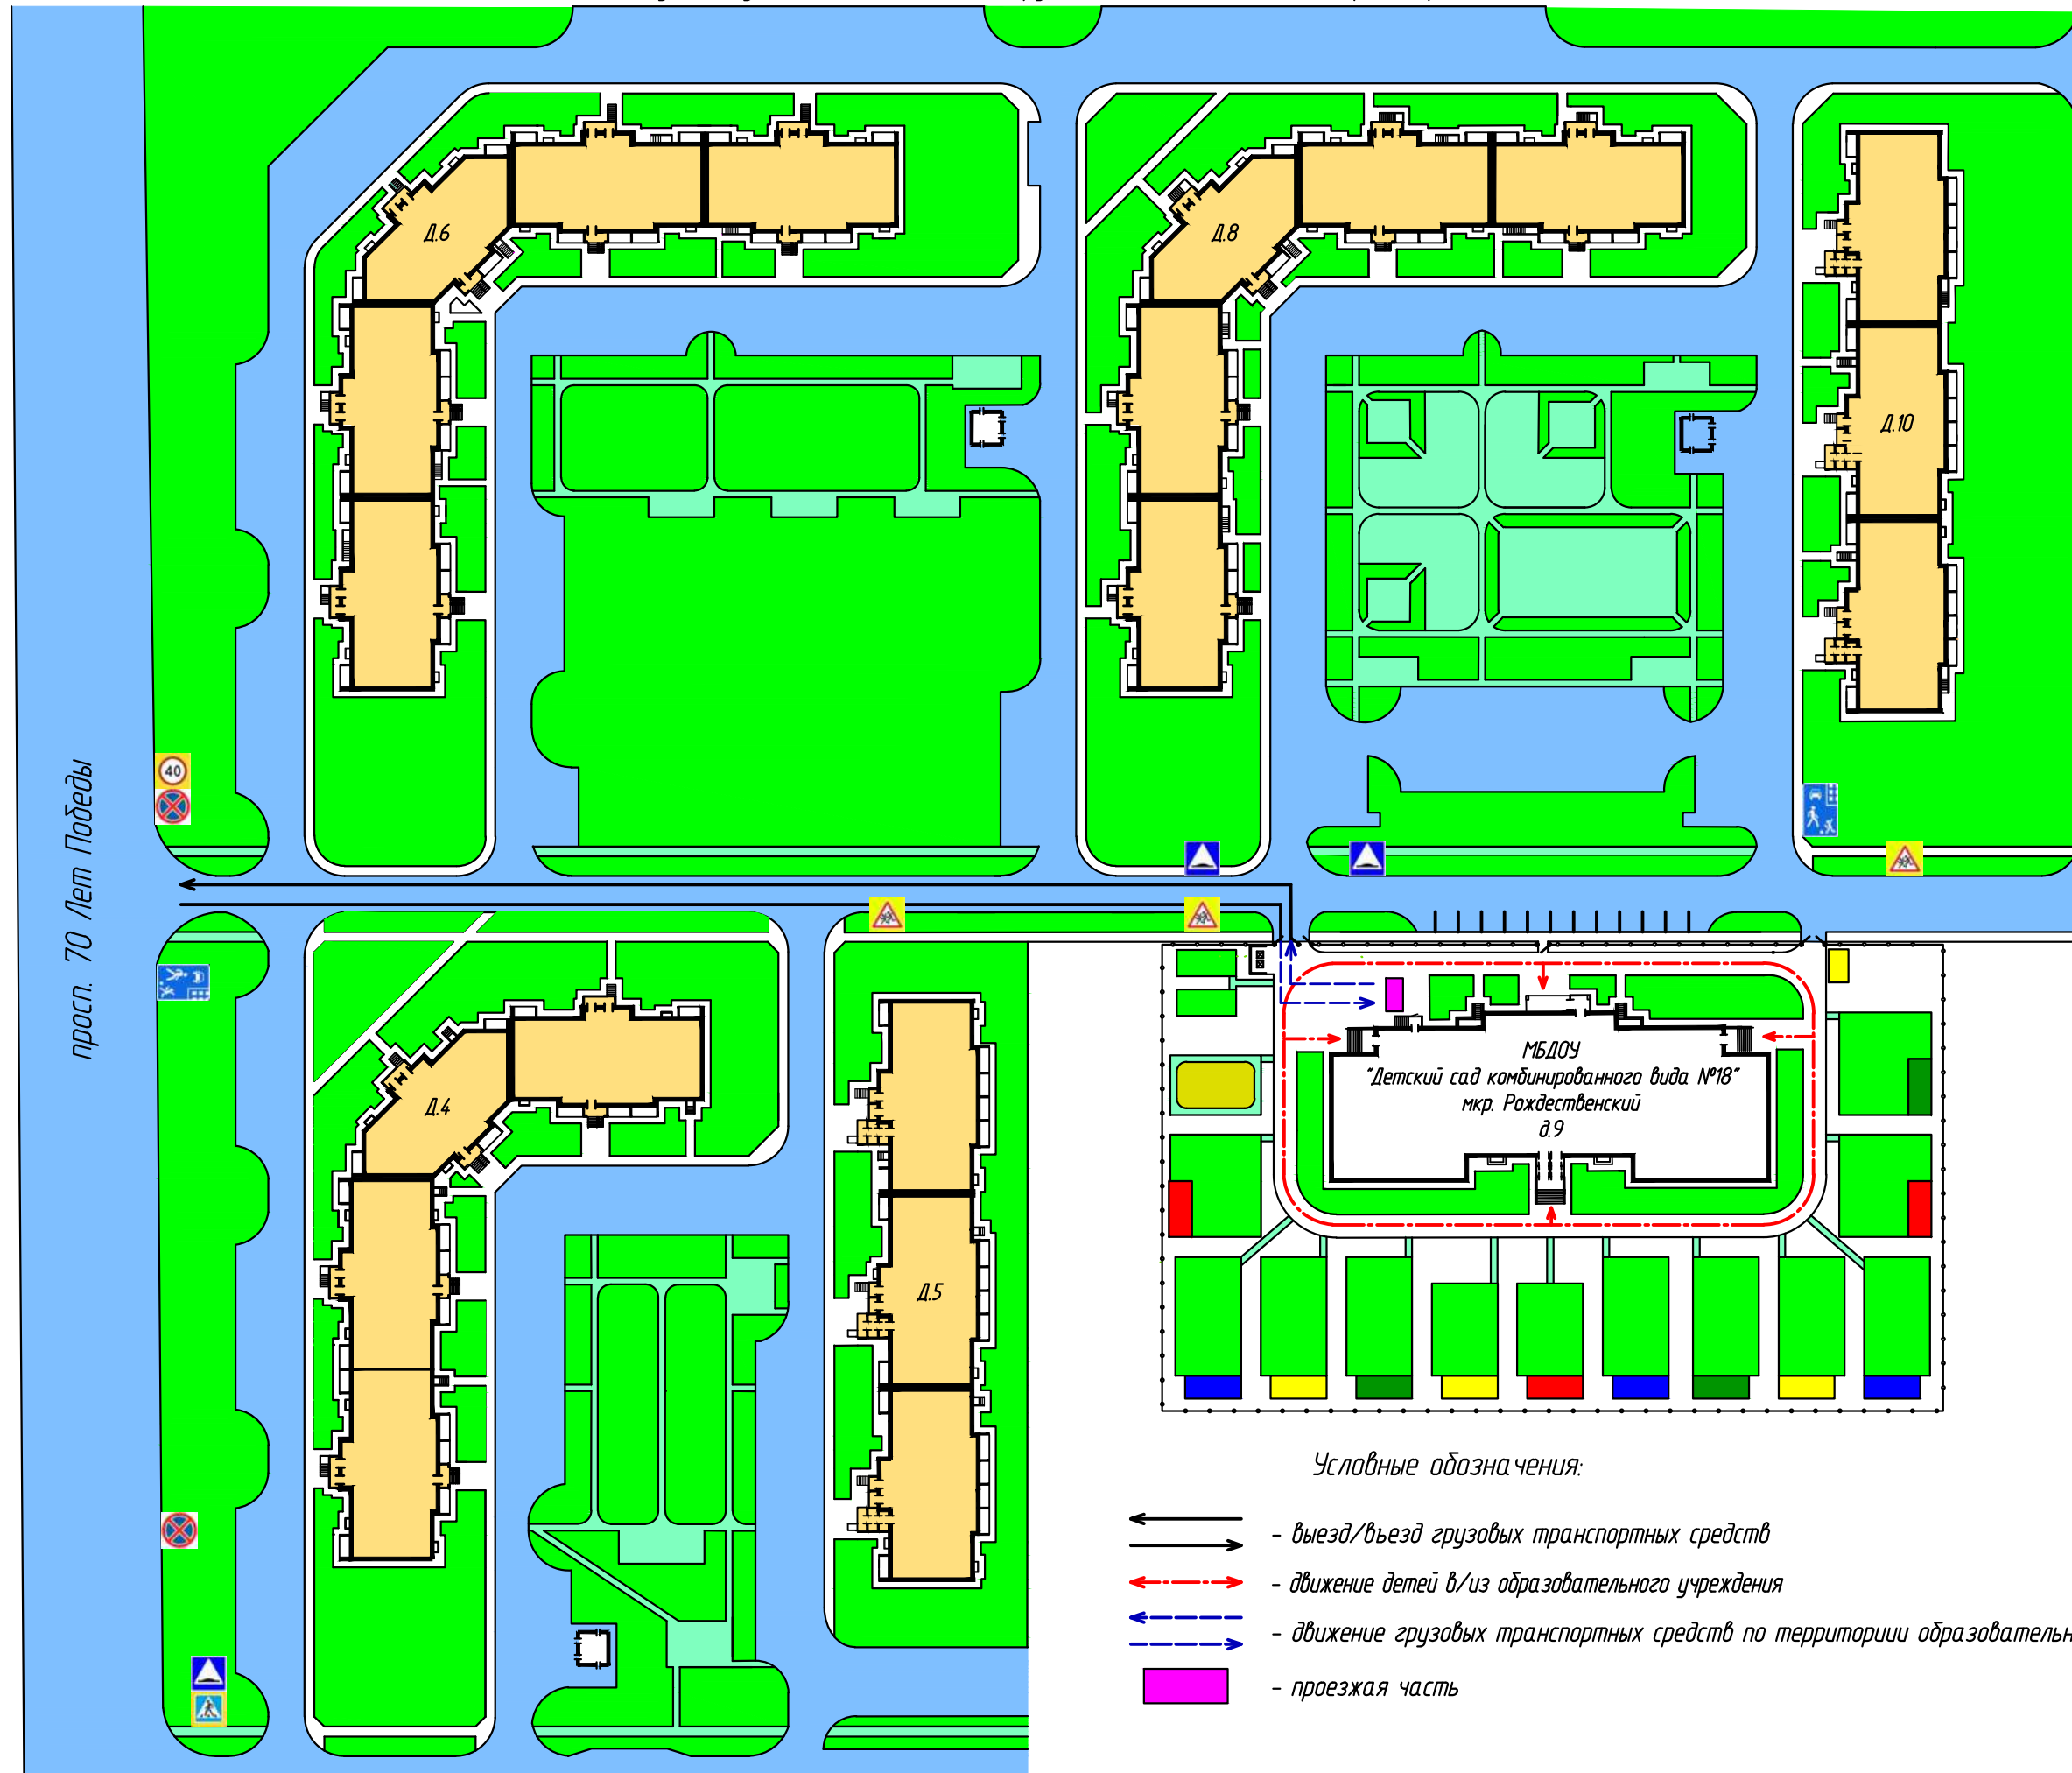 Д.6
Д.8
Д.10
40
просп. 70 Лет Победы
Д.4
Д.5
МБДОУ
"Детский сад комбинированного вида №18"
мкр. Рождественский
д.9
Условные обозначения:
- выезд/вьезд грузовых транспортных средств
- движение детей в/из образовательного учреждения
- движение грузовых транспортных средств по территориии образовательн
- проезжая часть